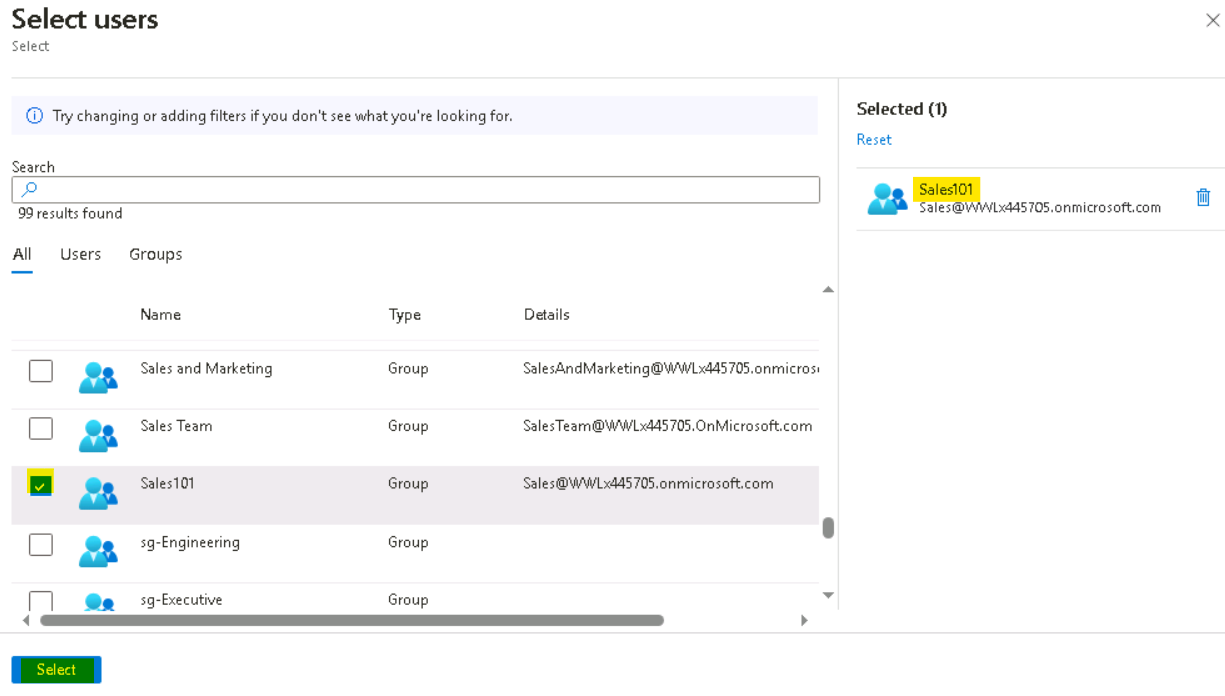 Select users
Select
Try changing or adding filters if you don't see what you're looking for.
Search
99 results found
All Users Groups
Name Type Details
Sales and Marketing Group SalesAndMarketing@WWLx445705.onmicros
Sales Team Group SalesTeam@WWLx445705.OnMicrosoft.com
Sales101 Group Sales@WWLx445705.onmicrosoft.com
sg-Engineering Group
sg-Executive Group
Select
Selected (1)
Reset
Sales101
Sales@WWLx445705.onmicrosoft.com